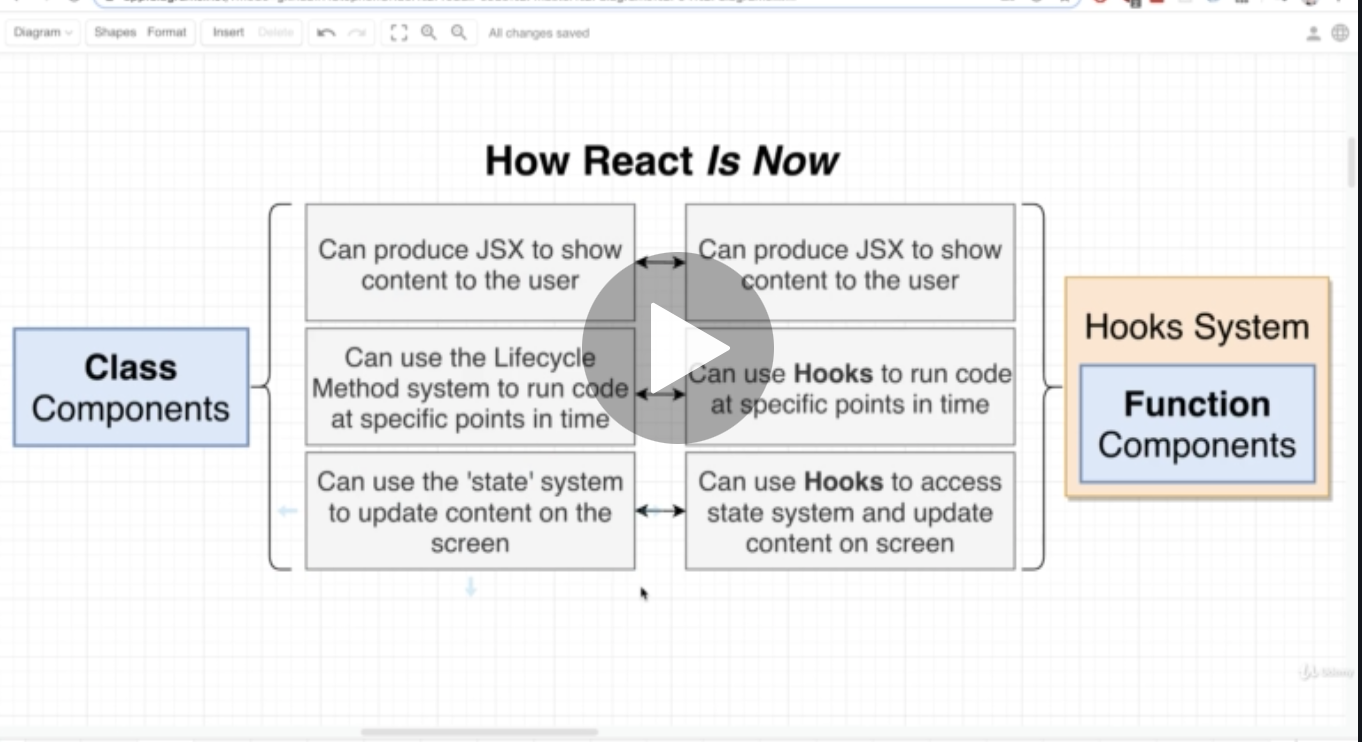 Diagram
Shapes Format
Insert Delete
All changes saved
How React Is Now
Can produce JSX to show
content to the user
Can produce JSX to show
content to the user
Class
Components
Can use the Lifecycle
Method system to run code
at specific points in time
Can use Hooks to run code
at specific points in time
Can use the 'state' system
to update content on the
screen
Can use Hooks to access
state system and update
content on screen
Hooks System
Function
Components
Udemy